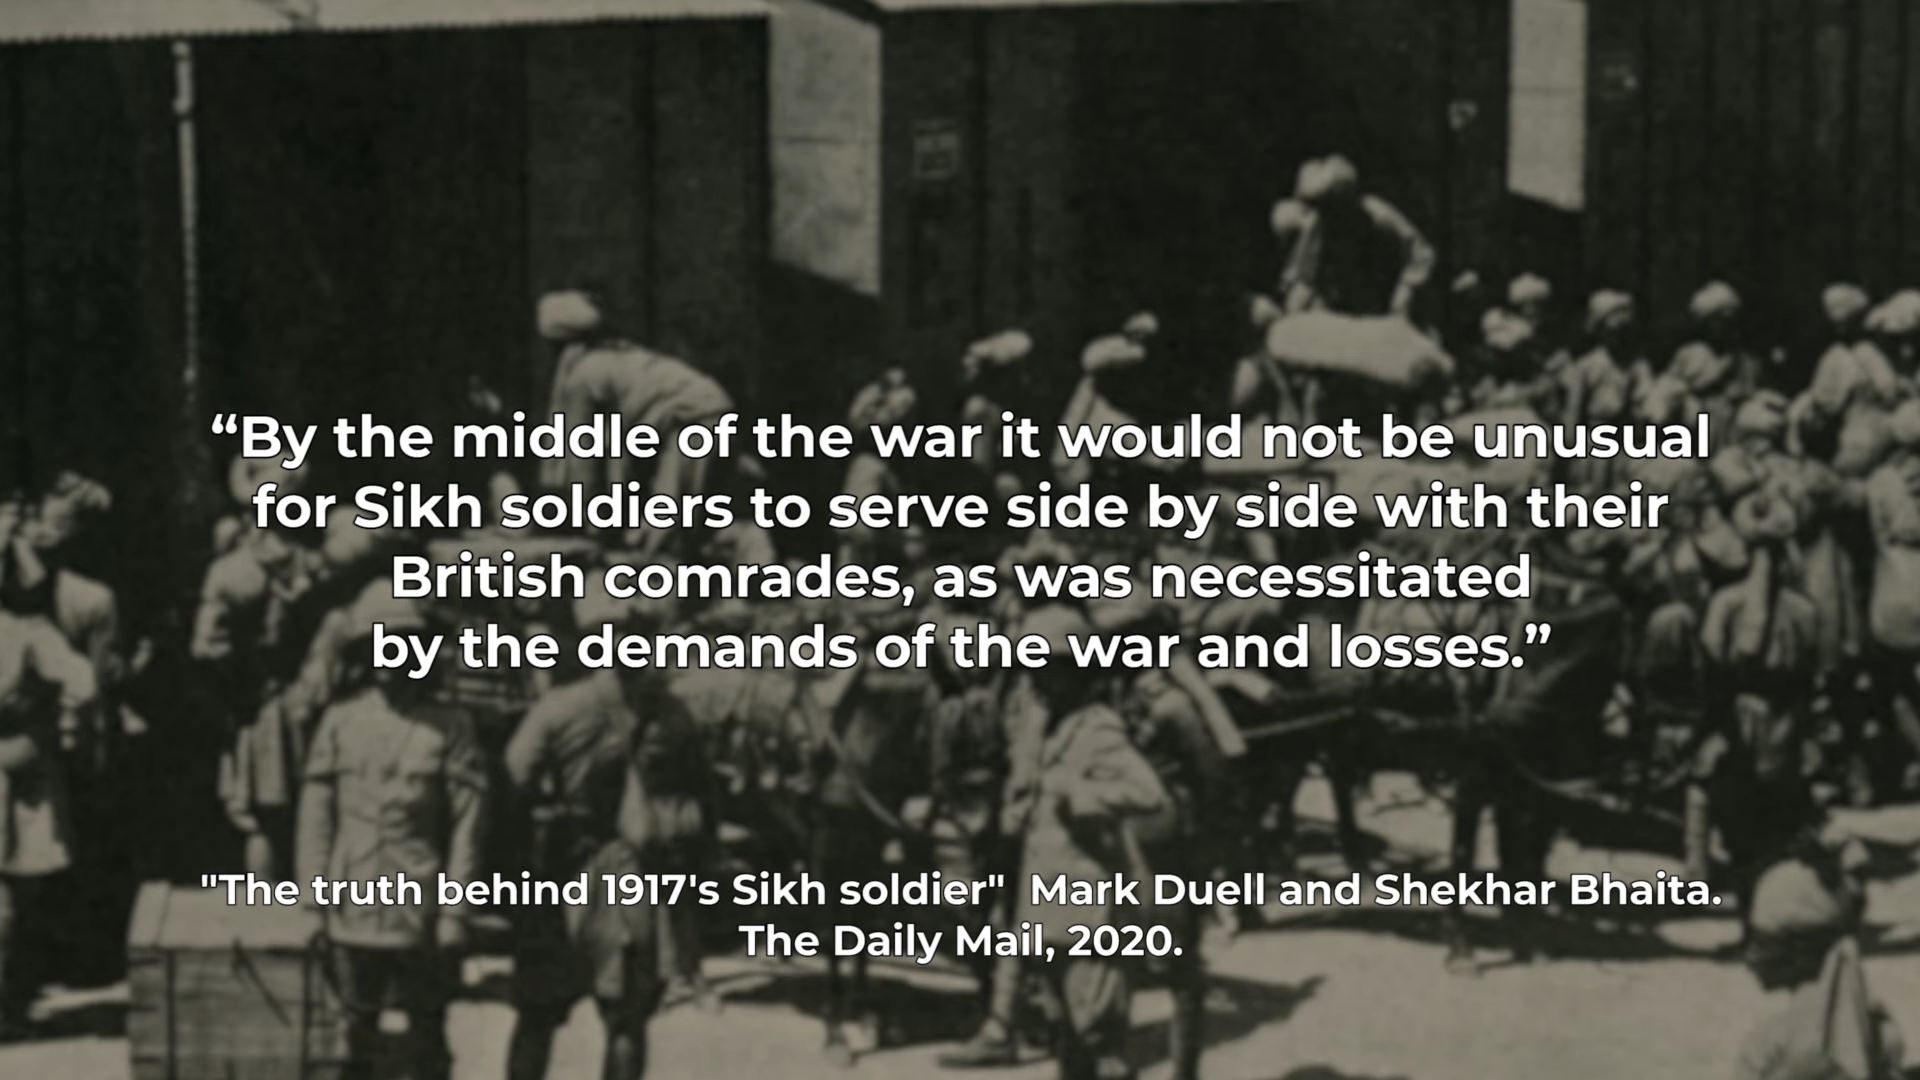 “By the middle of the war it would not be unusual
for Sikh soldiers to serve side by side with their
British comrades, as was necessitated
by the demands of the war and losses.”
"The truth behind 1917's Sikh soldier"  Mark Duell and Shekhar Bhaita.
The Daily Mail, 2020.